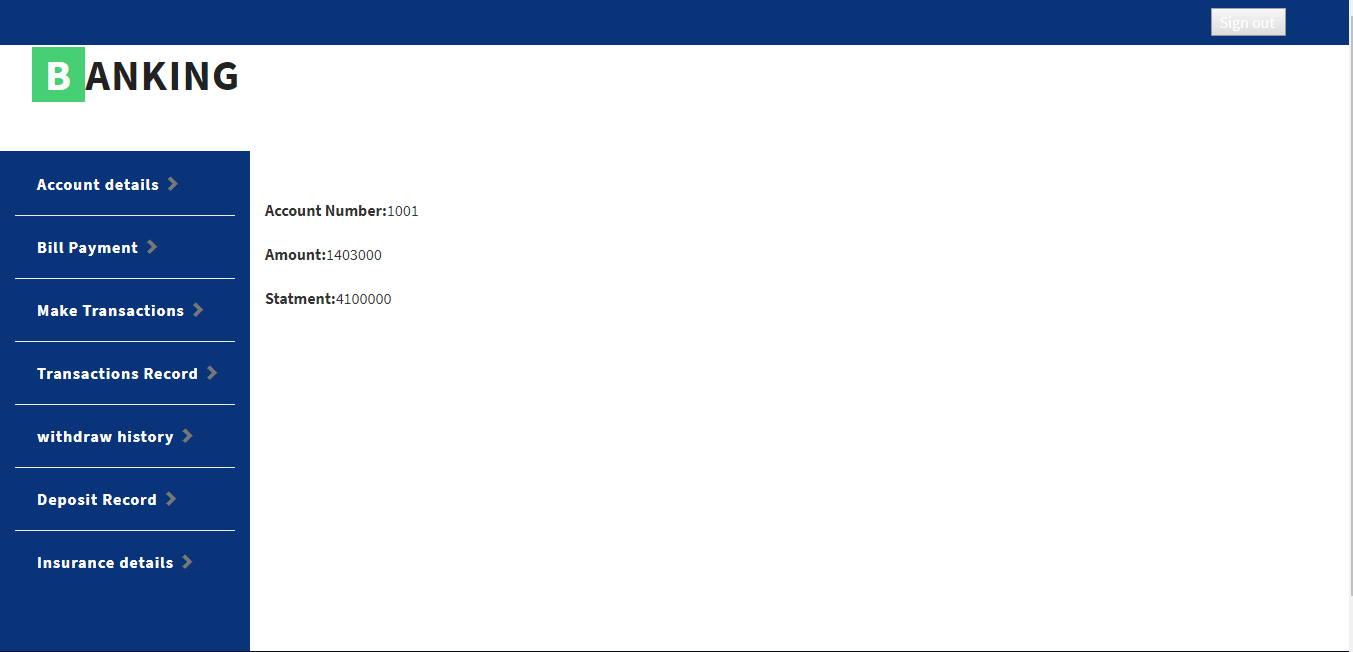 Sign out
BANKING
Account details
Bill Payment
Make Transactions
Transactions Record
withdraw history
Deposit Record
Insurance details
Account Number:1001
Amount:1403000
Statment:4100000